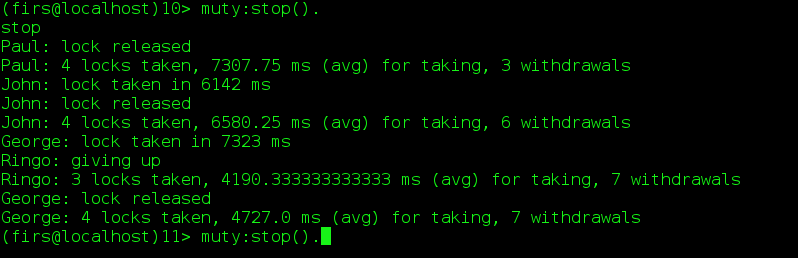 (firs@localhost)10> muty:stop().
stop
Paul: lock released
Paul: 4 locks taken, 7307.75 ms (avg) for taking, 3 withdrawals
John: lock taken in 6142 ms
John: lock released
John: 4 locks taken, 6580.25 ms (avg) for taking, 6 withdrawals
George: lock taken in 7323 ms
Ringo: giving up
Ringo: 3 locks taken, 4190.333333333333 ms (avg) for taking, 7 withdrawals
George: lock released
George: 4 locks taken, 4727.0 ms (avg) for taking, 7 withdrawals
(firs@localhost)11> muty:stop().